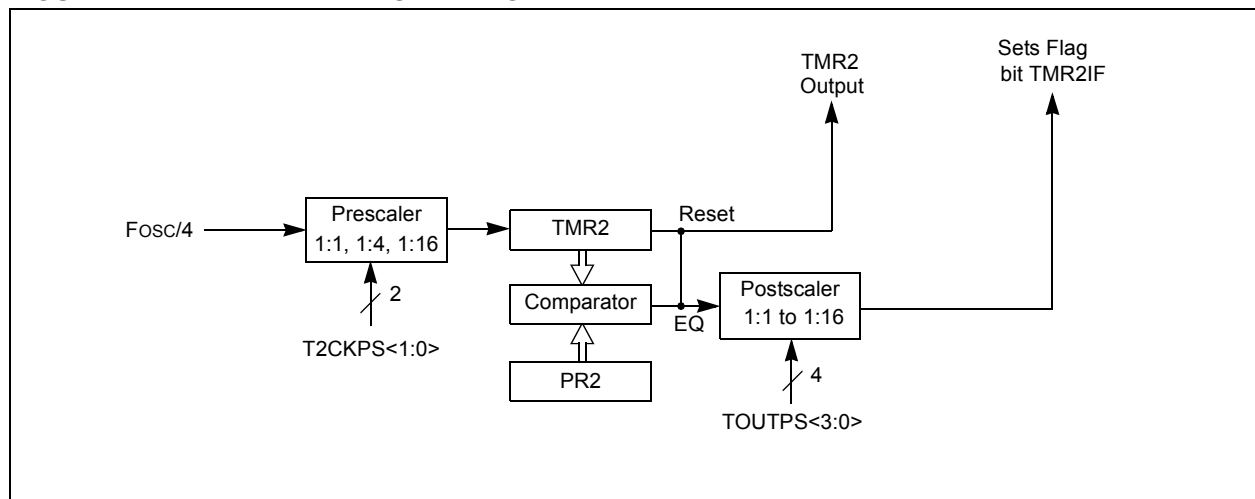 TMR2
Output
Sets Flag
bit TMR2IF
FOSC/4
Prescaler
1:1, 1:4, 1:16
2
T2CKPS<1:0>
TMR2
Reset
Comparator
EQ
PR2
Postscaler
1:1 to 1:16
4
TOUTPS<3:0>